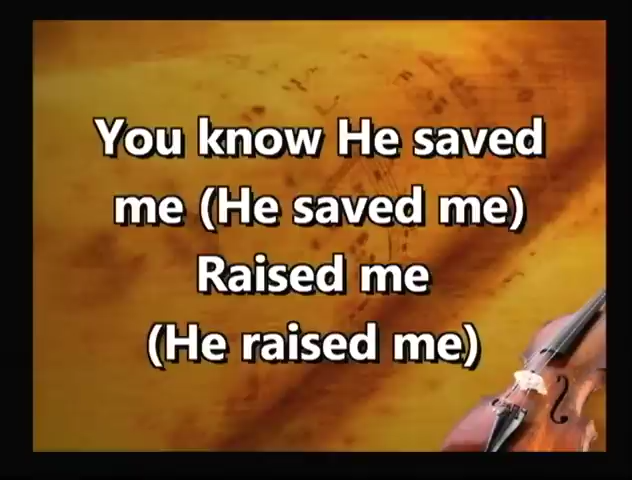 You know He saved
me (He saved me)
Raised me
(He raised me)